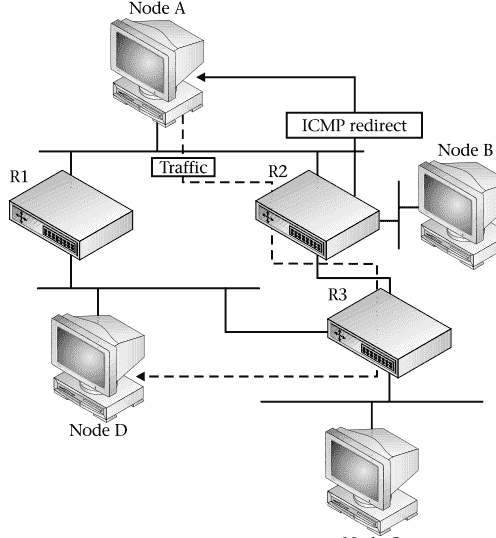 Node A
ICMP redirect
Node B
Traffic
R1
R2
R3
Node D